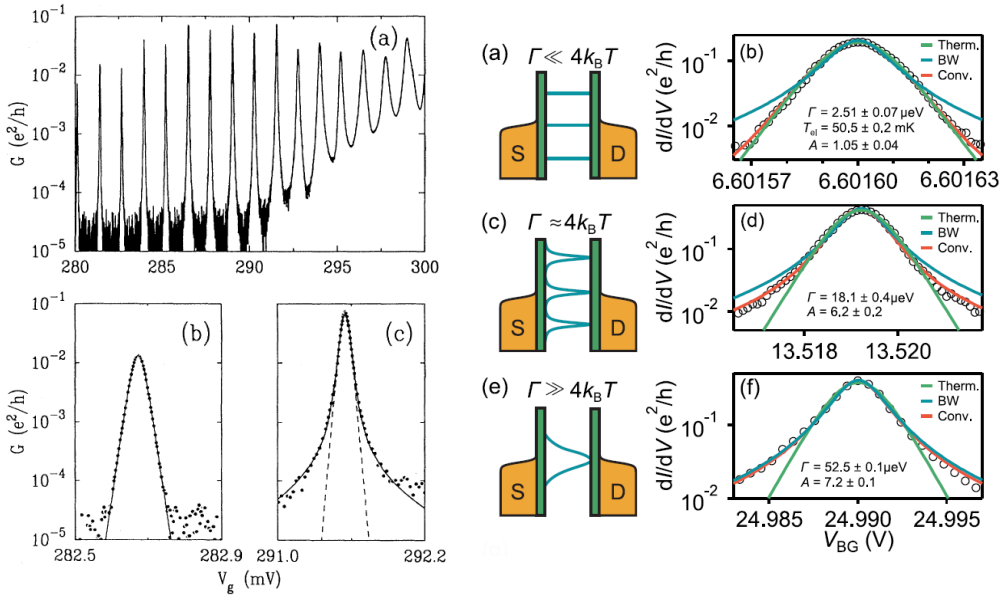 10^-1
10^-2
10^-3
10^-4
10^-5
G (e^2/h)
(a)
280 285 290 295 300
10^-1
10^-2
10^-3
10^-4
10^-5
G (e^2/h)
(b)
(c)
282.5 282.9 291.0 292.2
V_g (mV)
(a) Γ ≪ 4k_BT
S D
(b)
dI/dV (e^2/h)
10^-1
10^-2
Therm.
BW
Conv.
Γ = 2.51 ± 0.07 μeV
T_el = 50.5 ± 0.2 mK
A = 1.05 ± 0.04
6.60157 6.60160 6.60163
(c) Γ ≈ 4k_BT
S D
(d)
dI/dV (e^2/h)
10^-1
10^-2
Therm.
BW
Conv.
Γ = 18.1 ± 0.4μeV
A = 6.2 ± 0.2
13.518 13.520
(e) Γ ≫ 4k_BT
S D
(f)
dI/dV (e^2/h)
10^-1
10^-2
Therm.
BW
Conv.
Γ = 52.5 ± 0.1μeV
A = 7.2 ± 0.1
24.985 24.990 24.995
V_BG (V)